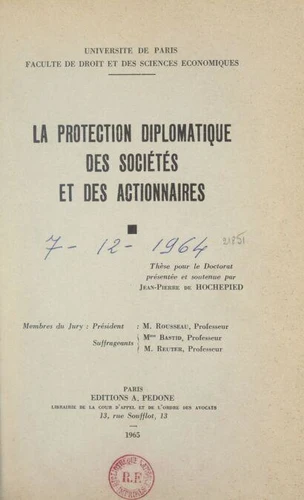 UNIVERSITE DE PARIS
FACULTE DE DROIT ET DES SCIENCES ECONOMIQUES
LA PROTECTION DIPLOMATIQUE
DES SOCIÉTÉS
ET DES ACTIONNAIRES
7-12-1964
Thèse pour le Doctorat
présentée et soutenue par
JEAN-PIERRE DE HOCHEPIED
Membres du Jury : Président : M. ROUSSEAU, Professeur
Suffrageants { Mme BASTID, Professeur
M. REUTER, Professeur
PARIS
EDITIONS A. PEDONE
LIBRAIRIE DE LA COUR D'APPEL ET DE L'ORDRE DES AVOCATS
13, rue Soufflot, 13
1965
R.F.